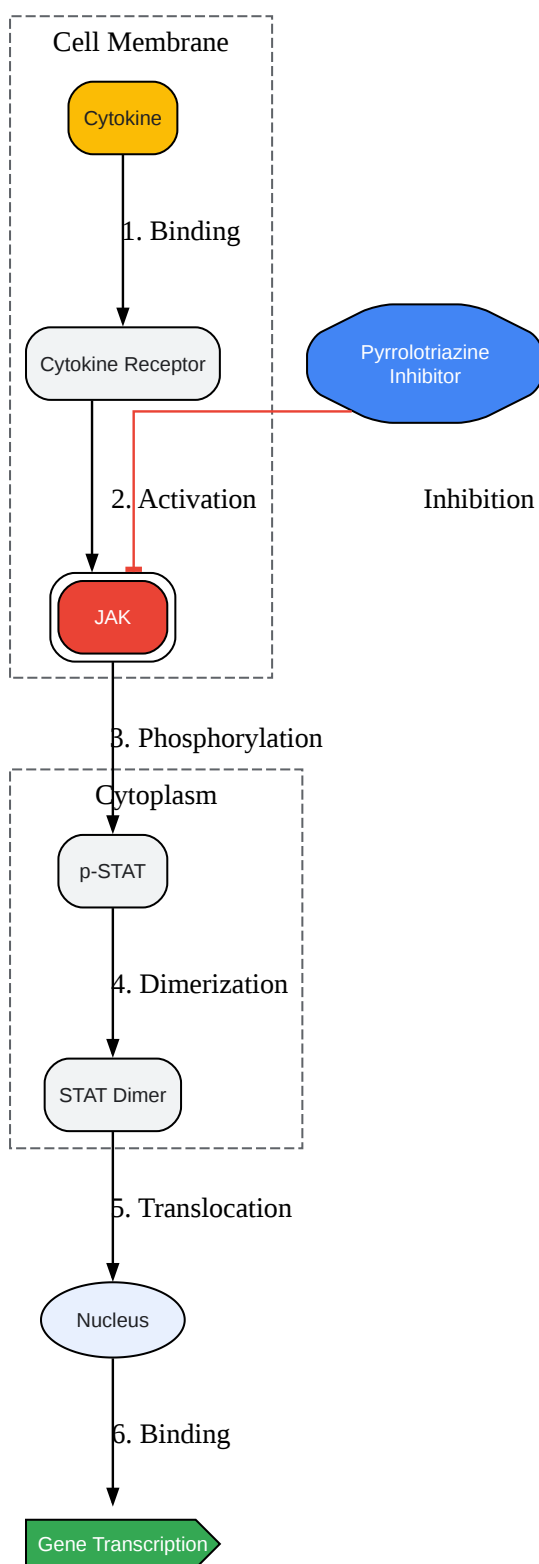 Cell Membrane
Cytokine
1. Binding
Cytokine Receptor
Pyrrolotriazine
Inhibitor
2. Activation
Inhibition
JAK
3. Phosphorylation
Cytoplasm
p-STAT
4. Dimerization
STAT Dimer
5. Translocation
Nucleus
6. Binding
Gene Transcription